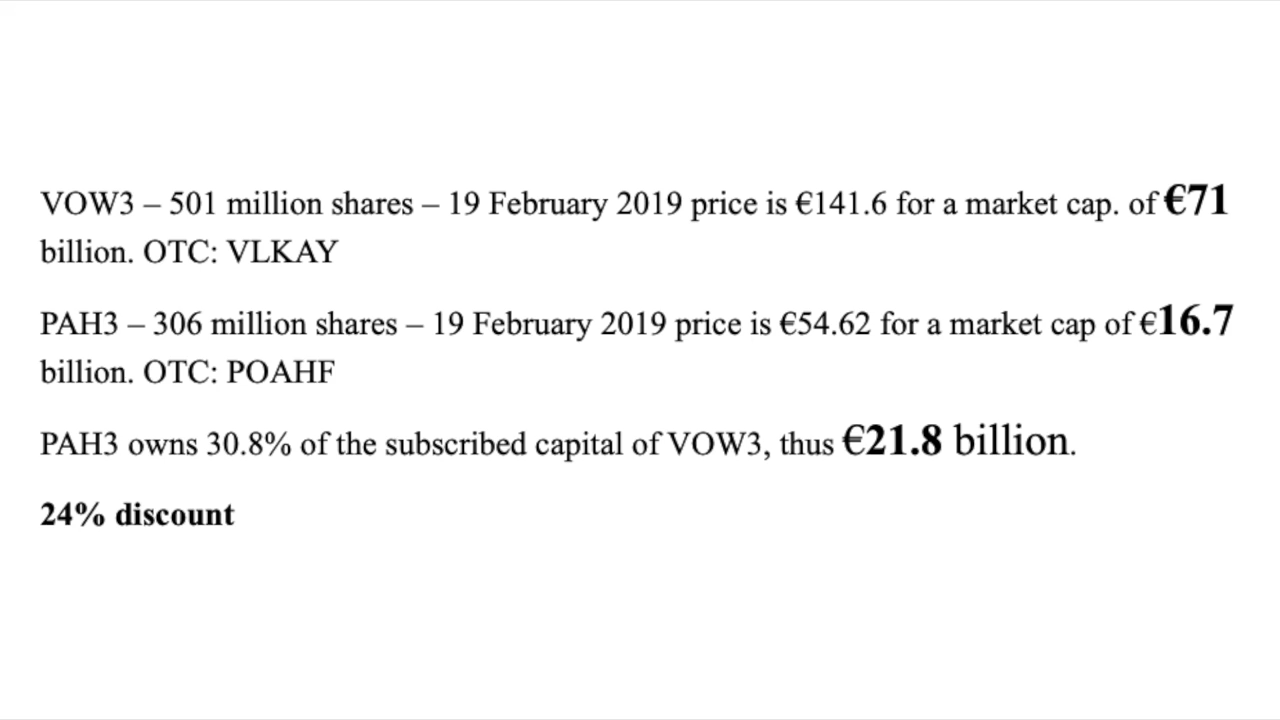 VOW3 – 501 million shares – 19 February 2019 price is €141.6 for a market cap. of €71
billion. OTC: VLKAY
PAH3 – 306 million shares – 19 February 2019 price is €54.62 for a market cap of €16.7
billion. OTC: POAHF
PAH3 owns 30.8% of the subscribed capital of VOW3, thus €21.8 billion.
24% discount